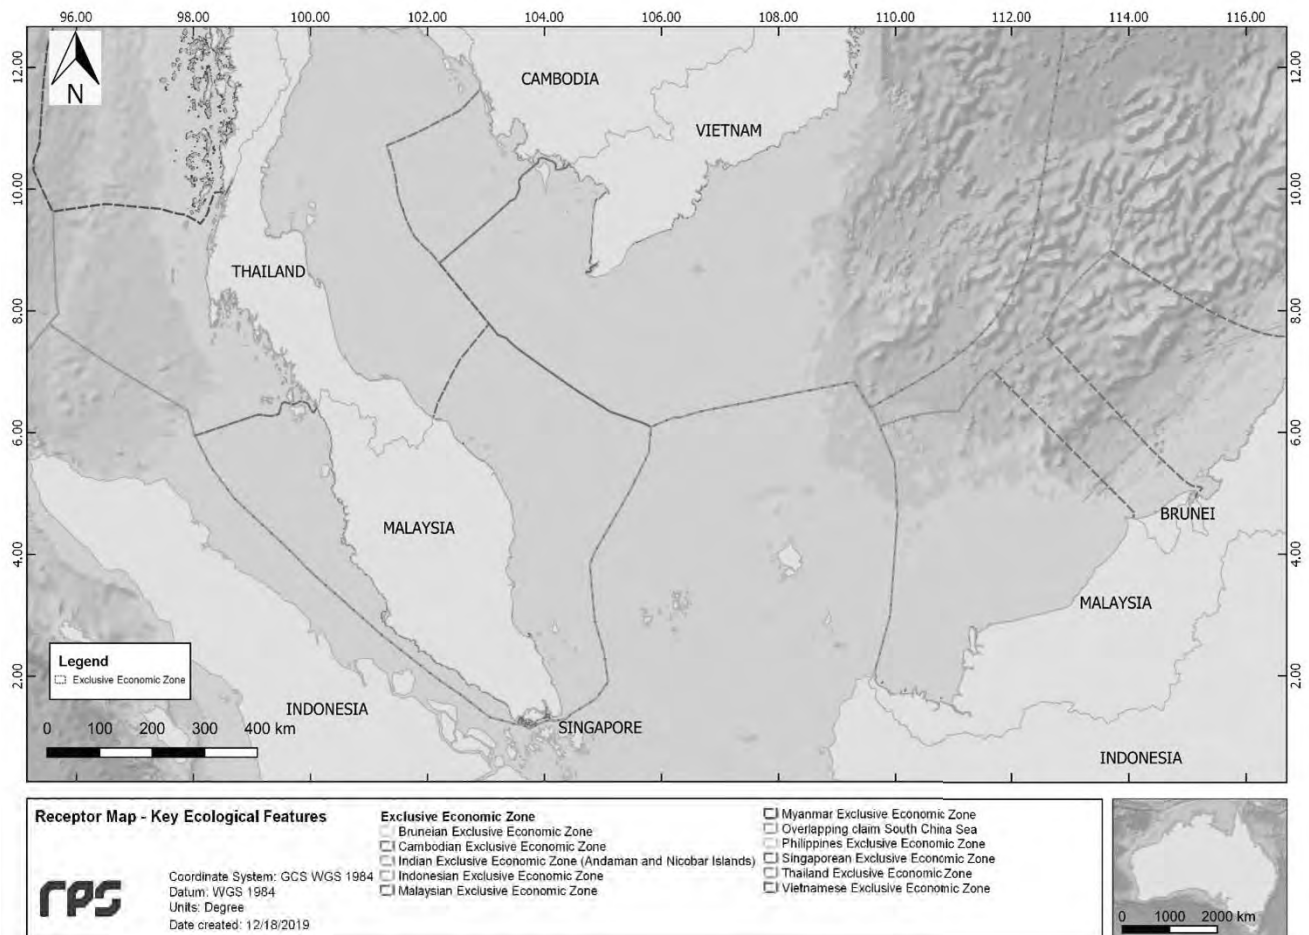 96.00 98.00 100.00 102.00 104.00 106.00 108.00 110.00 112.00 114.00 116.00
12.00 12.00
N
CAMBODIA
VIETNAM
10.00 10.00
THAILAND
8.00 8.00
6.00 6.00
MALAYSIA
BRUNEI
4.00 4.00
MALAYSIA
Legend
Exclusive Economic Zone
2.00 2.00
INDONESIA
SINGAPORE
0 100 200 300 400 km
INDONESIA
Receptor Map - Key Ecological Features
rps
Coordinate System: GCS WGS 1984
Datum: WGS 1984
Units: Degree
Date created: 12/18/2019
Exclusive Economic Zone
Bruneian Exclusive Economic Zone
Cambodian Exclusive Economic Zone
Indian Exclusive Economic Zone (Andaman and Nicobar Islands)
Indonesian Exclusive Economic Zone
Malaysian Exclusive Economic Zone
Myanmar Exclusive Economic Zone
Overlapping claim South China Sea
Philippines Exclusive Economic Zone
Singaporean Exclusive Economic Zone
Thailand Exclusive Economic Zone
Vietnamese Exclusive Economic Zone
0 1000 2000 km